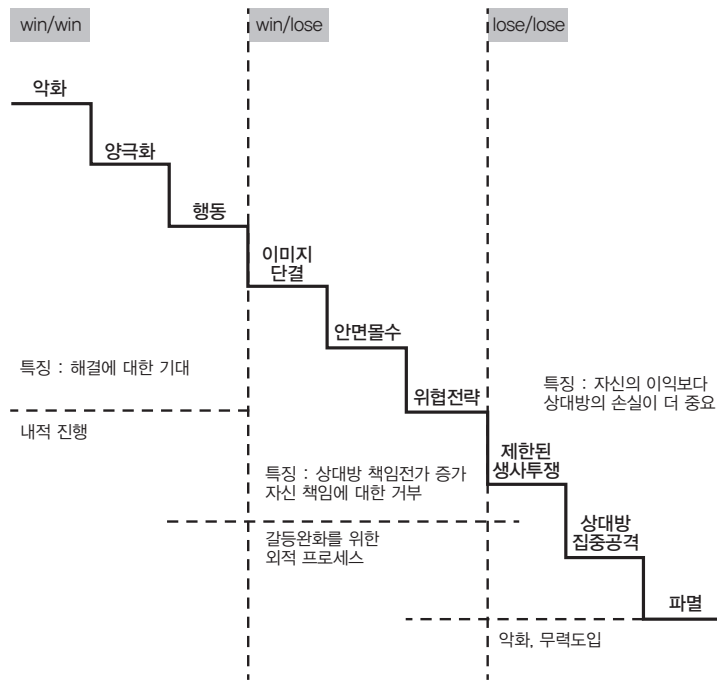 win/win
win/lose
lose/lose
악화
양극화
행동
이미지
단결
안면몰수
위협전략
특징 : 해결에 대한 기대
내적 진행
특징 : 자신의 이익보다
상대방의 손실이 더 중요
제한된
생사투쟁
특징 : 상대방 책임전가 증가
자신 책임에 대한 거부
갈등완화를 위한
외적 프로세스
상대방
집중공격
파멸
악화, 무력도입